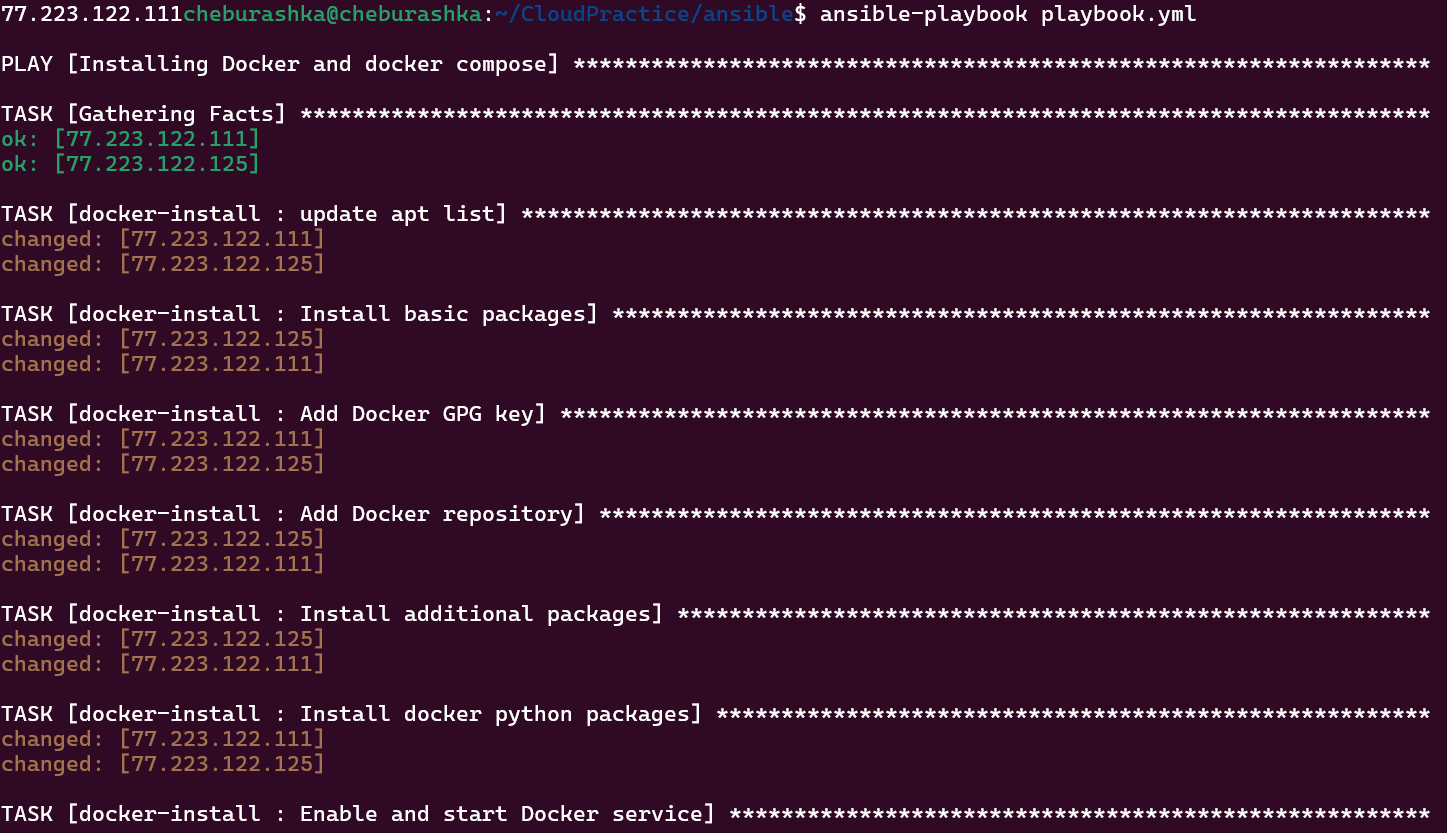 77.223.122.111cheburashka@cheburashka:~/CloudPractice/ansible$ ansible-playbook playbook.yml
PLAY [Installing Docker and docker compose] ******************************************************************
TASK [Gathering Facts] ***************************************************************************************
ok: [77.223.122.111]
ok: [77.223.122.125]
TASK [docker-install : update apt list] **********************************************************************
changed: [77.223.122.111]
changed: [77.223.122.125]
TASK [docker-install : Install basic packages] ***************************************************************
changed: [77.223.122.125]
changed: [77.223.122.111]
TASK [docker-install : Add Docker GPG key] *******************************************************************
changed: [77.223.122.111]
changed: [77.223.122.125]
TASK [docker-install : Add Docker repository] ****************************************************************
changed: [77.223.122.125]
changed: [77.223.122.111]
TASK [docker-install : Install additional packages] **********************************************************
changed: [77.223.122.125]
changed: [77.223.122.111]
TASK [docker-install : Install docker python packages] *******************************************************
changed: [77.223.122.111]
changed: [77.223.122.125]
TASK [docker-install : Enable and start Docker service] ******************************************************